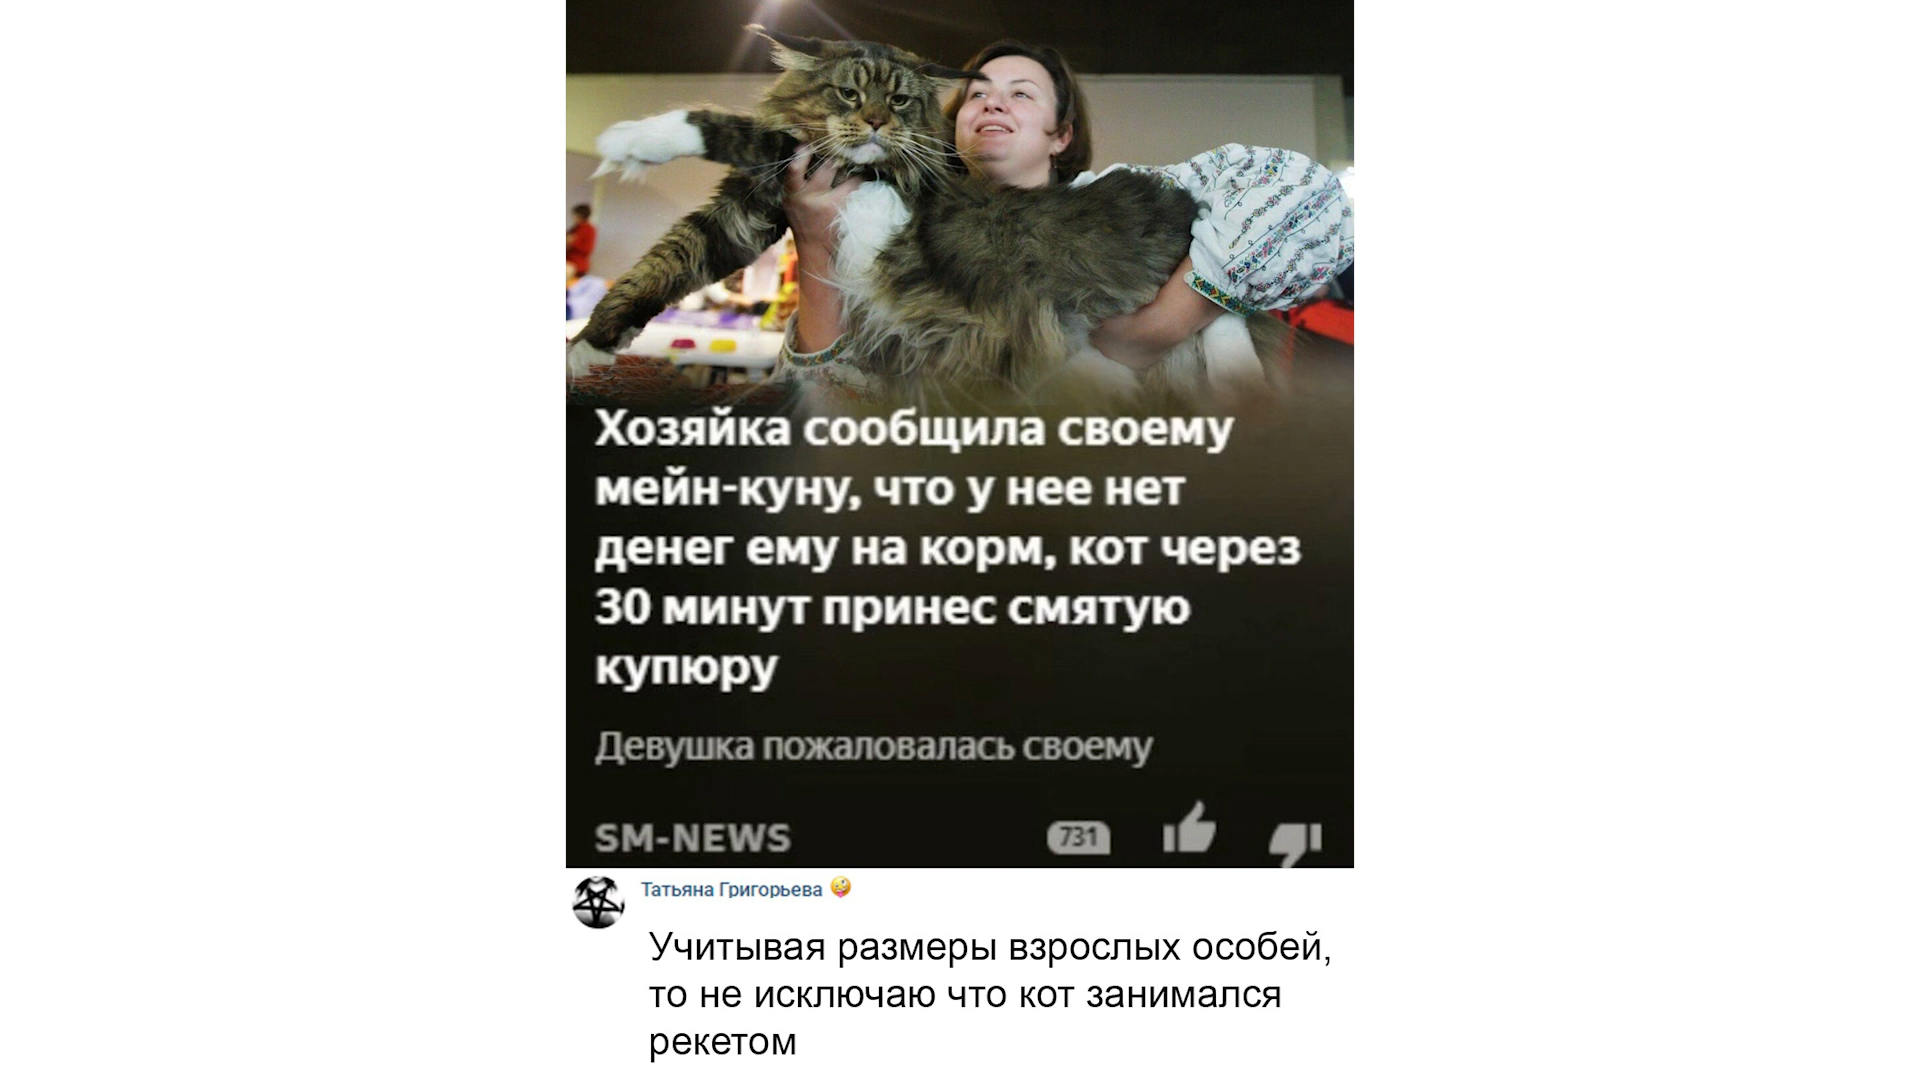 Хозяйка сообщила своему
мейн-куну, что у нее нет
денег ему на корм, кот через
30 минут принес смятую
купюру
Девушка пожаловалась своему
SM-NEWS
731
Татьяна Григорьева 🤪
Учитывая размеры взрослых особей,
то не исключаю что кот занимался
рекетом